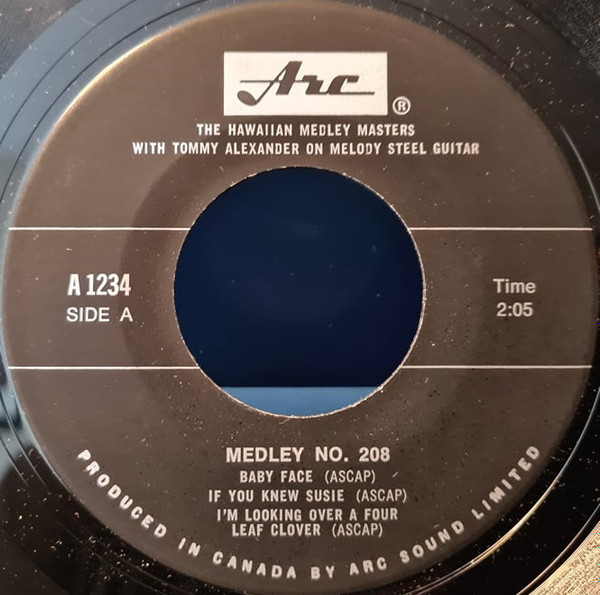 Arc ®
THE HAWAIIAN MEDLEY MASTERS
WITH TOMMY ALEXANDER ON MELODY STEEL GUITAR
A 1234
SIDE A
Time
2:05
MEDLEY NO. 208
BABY FACE (ASCAP)
IF YOU KNEW SUSIE (ASCAP)
I'M LOOKING OVER A FOUR
LEAF CLOVER (ASCAP)
PRODUCED IN CANADA BY ARC SOUND LIMITED